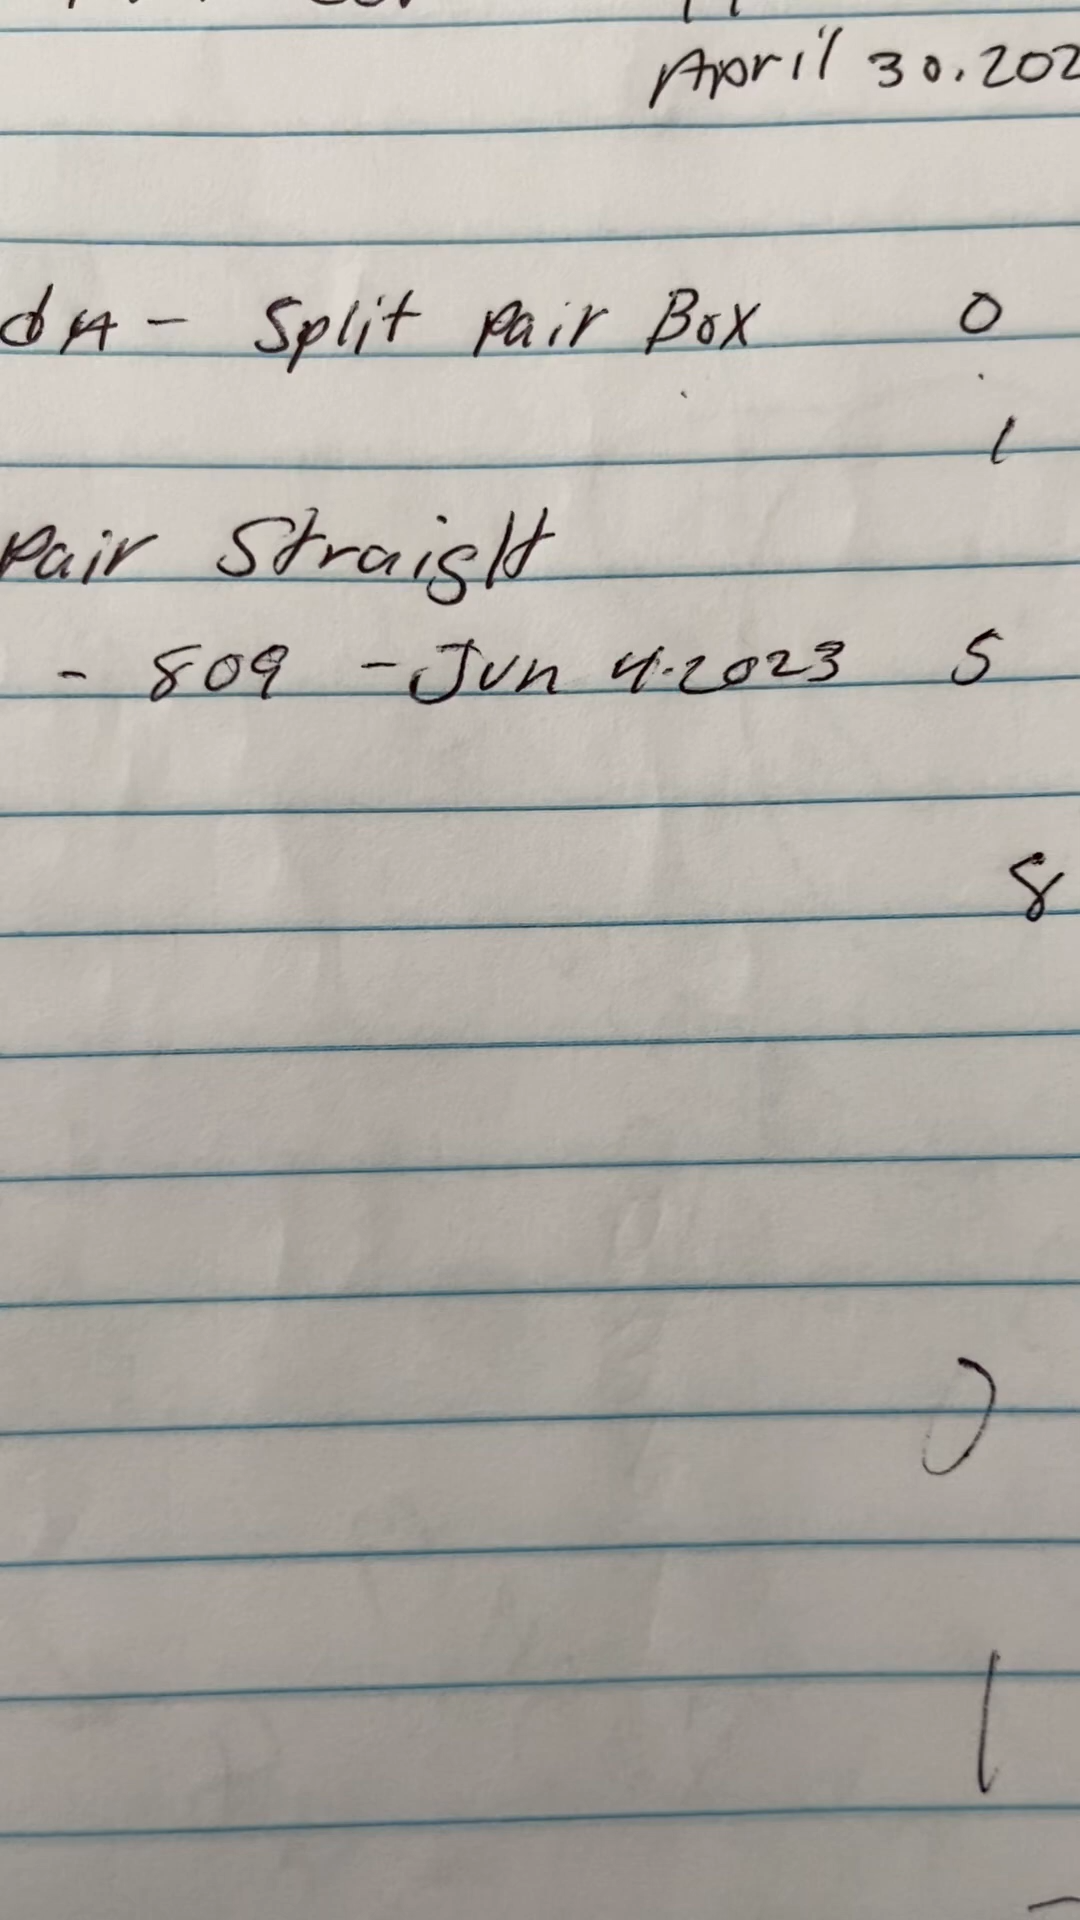 April 30.202
dA - Split Pair Box 0
1
Pair Straight
- 809 - Jun 4.2023 5
8
0
1